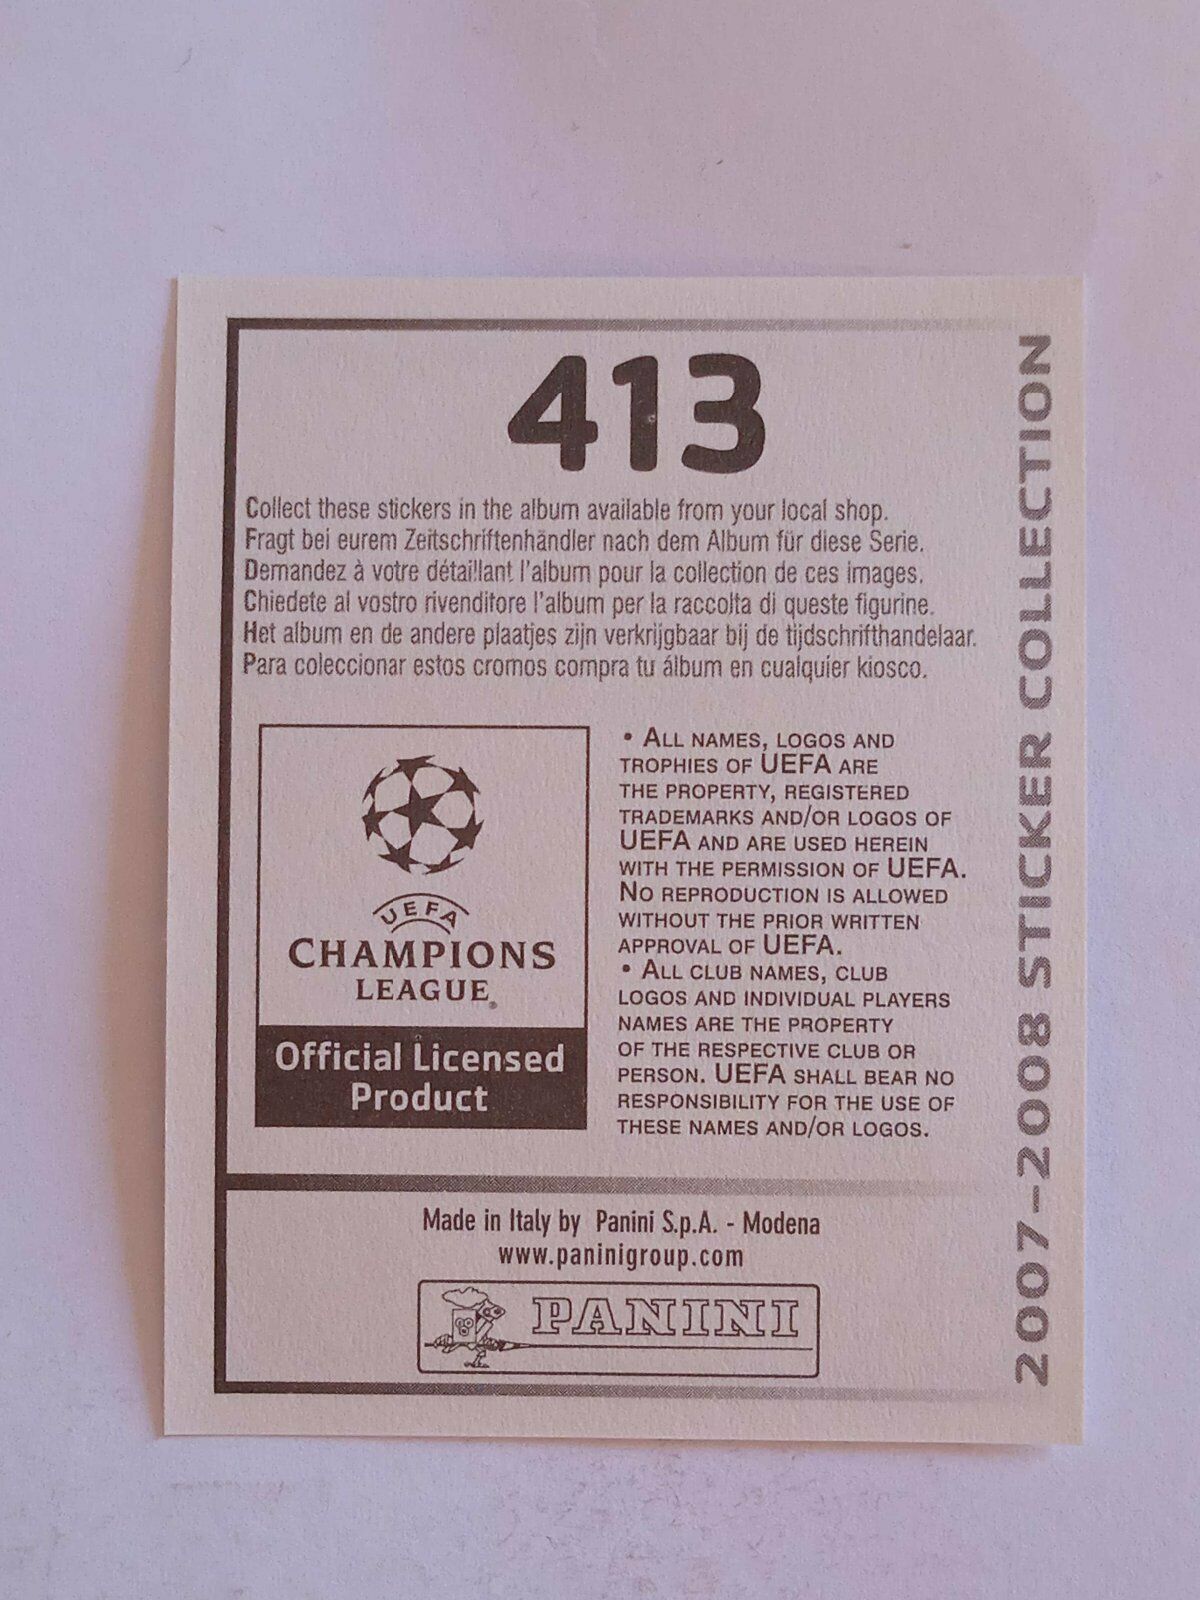 413
Collect these stickers in the album available from your local shop.
Fragt bei eurem Zeitschriftenhändler nach dem Album für diese Serie.
Demandez à votre détaillant l'album pour la collection de ces images.
Chiedete al vostro rivenditore l'album per la raccolta di queste figurine.
Het album en de andere plaatjes zijn verkrijgbaar bij de tijdschrifthandelaar.
Para coleccionar estos cromos compra tu álbum en cualquier kiosco.
UEFA
CHAMPIONS
LEAGUE®
Official Licensed
Product
• ALL NAMES, LOGOS AND
TROPHIES OF UEFA ARE
THE PROPERTY, REGISTERED
TRADEMARKS AND/OR LOGOS OF
UEFA AND ARE USED HEREIN
WITH THE PERMISSION OF UEFA.
NO REPRODUCTION IS ALLOWED
WITHOUT THE PRIOR WRITTEN
APPROVAL OF UEFA.
• ALL CLUB NAMES, CLUB
LOGOS AND INDIVIDUAL PLAYERS
NAMES ARE THE PROPERTY
OF THE RESPECTIVE CLUB OR
PERSON. UEFA SHALL BEAR NO
RESPONSIBILITY FOR THE USE OF
THESE NAMES AND/OR LOGOS.
Made in Italy by Panini S.p.A. - Modena
www.paninigroup.com
PANINI
2007-2008 STICKER COLLECTION